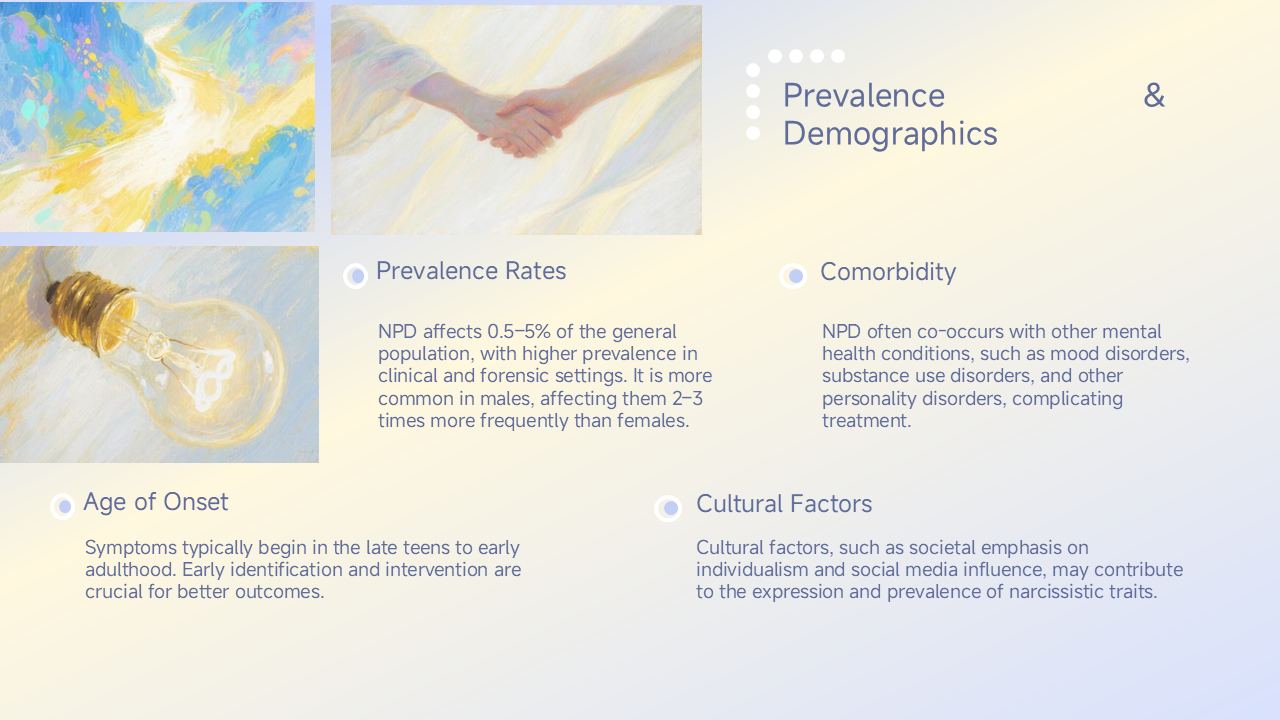 Prevalence &
Demographics
Prevalence Rates
NPD affects 0.5–5% of the general
population, with higher prevalence in
clinical and forensic settings. It is more
common in males, affecting them 2–3
times more frequently than females.
Comorbidity
NPD often co-occurs with other mental
health conditions, such as mood disorders,
substance use disorders, and other
personality disorders, complicating
treatment.
Age of Onset
Symptoms typically begin in the late teens to early
adulthood. Early identification and intervention are
crucial for better outcomes.
Cultural Factors
Cultural factors, such as societal emphasis on
individualism and social media influence, may contribute
to the expression and prevalence of narcissistic traits.